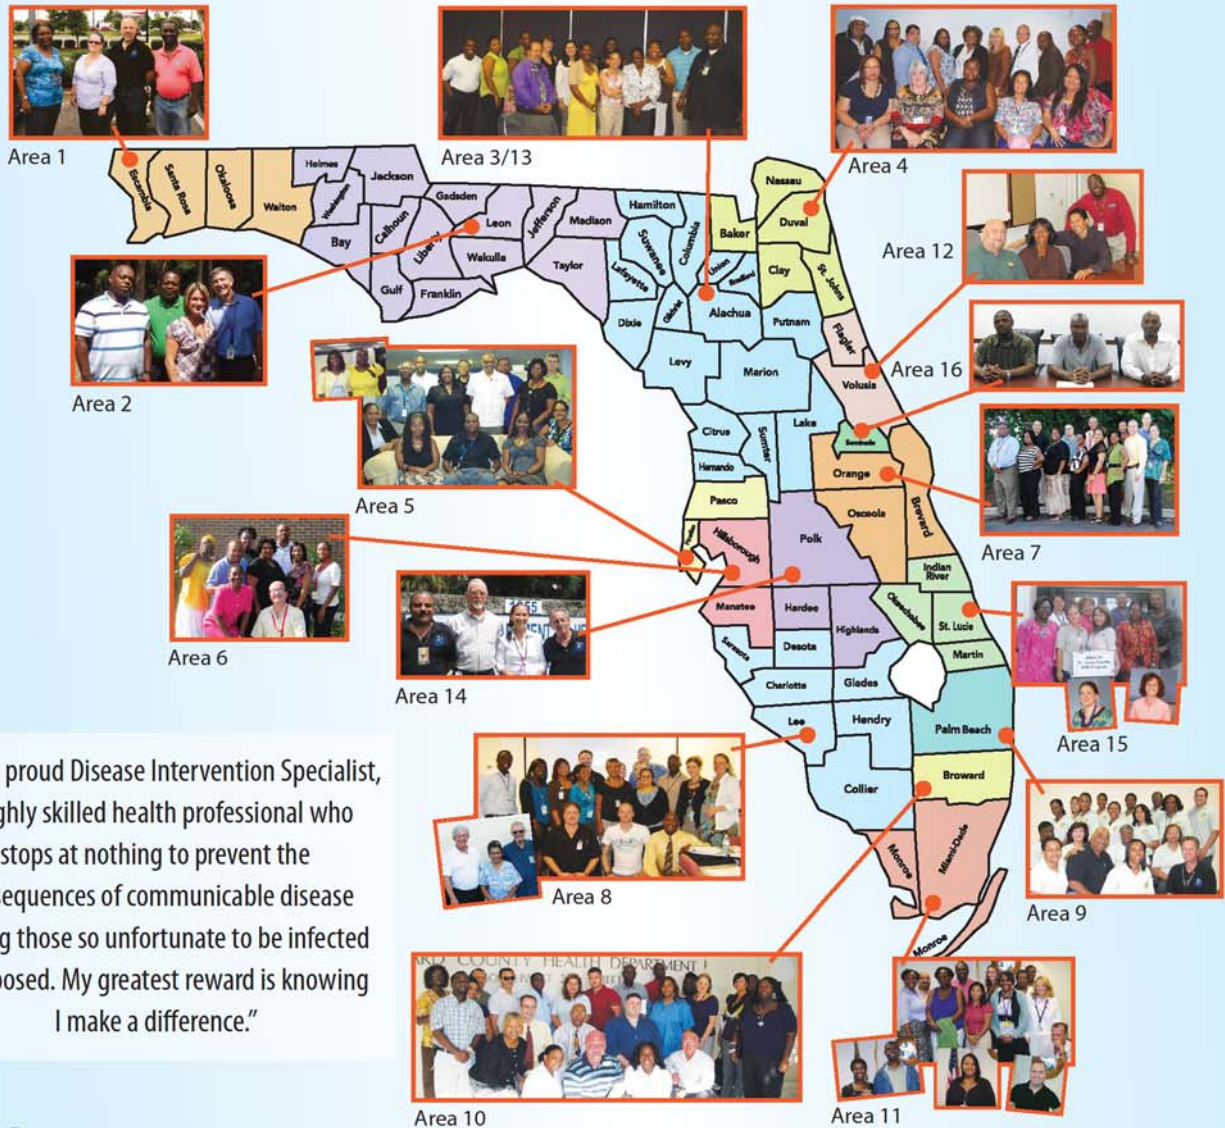 Area 1
Area 3/13
Area 4
Area 12
Area 2
Area 16
Area 5
Area 7
Area 6
Area 14
Area 15
Area 8
Area 9
Area 10
Area 11
Escambia
Santa Rosa
Okaloosa
Walton
Holmes
Washington
Jackson
Bay
Calhoun
Gulf
Gadsden
Liberty
Franklin
Leon
Wakulla
Jefferson
Madison
Taylor
Hamilton
Suwanee
Lafayette
Dixie
Columbia
Gilchrist
Baker
Union
Bradford
Alachua
Nassau
Duval
Clay
St. Johns
Putnam
Flagler
Levy
Marion
Volusia
Citrus
Sumter
Lake
Seminole
Hernando
Orange
Pasco
Osceola
Brevard
Hillsborough
Polk
Indian
River
Manatee
Hardee
Highlands
Okeechobee
St. Lucie
Sarasota
Desota
Martin
Charlotte
Glades
Lee
Hendry
Palm Beach
Collier
Broward
Monroe
Miami-Dade
Monroe
proud Disease Intervention Specialist,
ghly skilled health professional who
stops at nothing to prevent the
sequences of communicable disease
g those so unfortunate to be infected
posed. My greatest reward is knowing
I make a difference.”
ARD COUNTY HEALTH DEPARTMENT